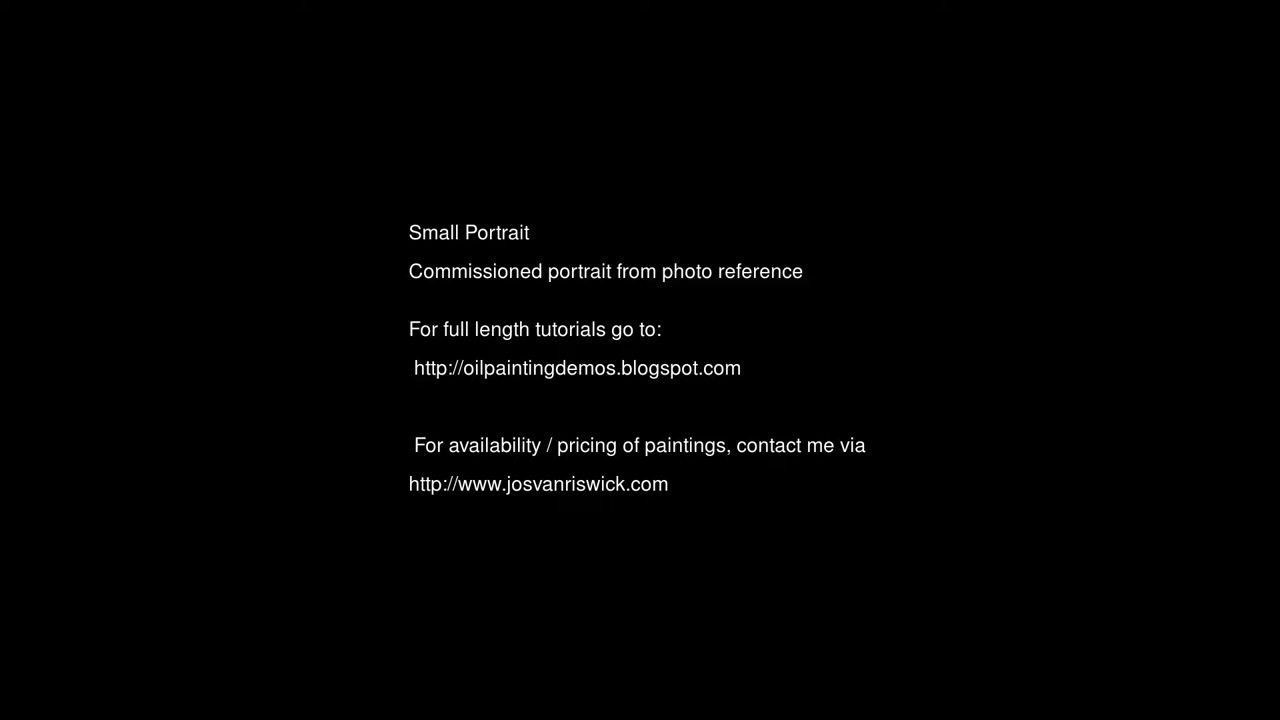 Small Portrait
Commissioned portrait from photo reference
For full length tutorials go to:
http://oilpaintingdemos.blogspot.com
For availability / pricing of paintings, contact me via
http://www.josvanriswick.com